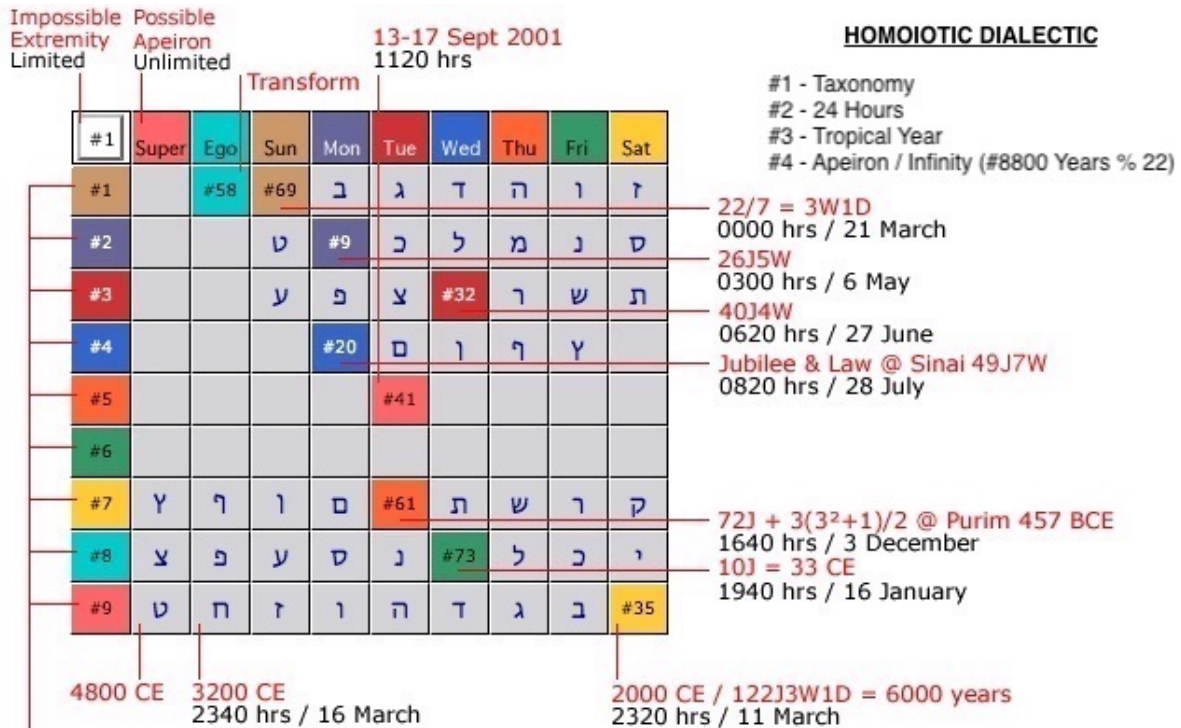 Impossible Extremity
Limited
Possible Apeiron
Unlimited
Transform
13-17 Sept 2001
1120 hrs
HOMOIOTIC DIALECTIC
#1 - Taxonomy
#2 - 24 Hours
#3 - Tropical Year
#4 - Apeiron / Infinity (#8800 Years % 22)
#1 Super Ego Sun Mon Tue Wed Thu Fri Sat
#1 #58 #69 ב ג ד ה ו ז
#2 ט #9 כ ל מ נ ס
#3 ע פ צ #32 ר ש ת
#4 #20 ם ן ף ץ
#5 #41
#6
#7 ץ ף ן ם #61 ת ש ר ק
#8 צ פ ע ס נ #73 ל כ י
#9 ט ח ז ו ה ד ג ב #35
22/7 = 3W1D
0000 hrs / 21 March
26J5W
0300 hrs / 6 May
40J4W
0620 hrs / 27 June
Jubilee & Law @ Sinai 49J7W
0820 hrs / 28 July
72J + 3(3²+1)/2 @ Purim 457 BCE
1640 hrs / 3 December
10J = 33 CE
1940 hrs / 16 January
4800 CE
3200 CE
2340 hrs / 16 March
2000 CE / 122J3W1D = 6000 years
2320 hrs / 11 March